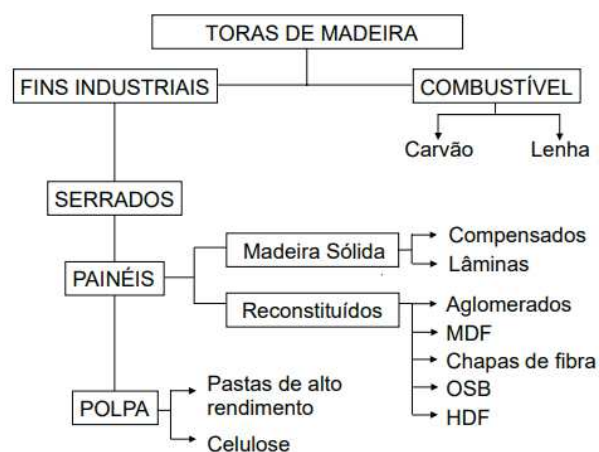 TORAS DE MADEIRA
FINS INDUSTRIAIS
COMBUSTÍVEL
Carvão
Lenha
SERRADOS
PAINÉIS
Madeira Sólida
Compensados
Lâminas
Reconstituídos
Aglomerados
MDF
Chapas de fibra
OSB
HDF
POLPA
Pastas de alto
rendimento
Celulose